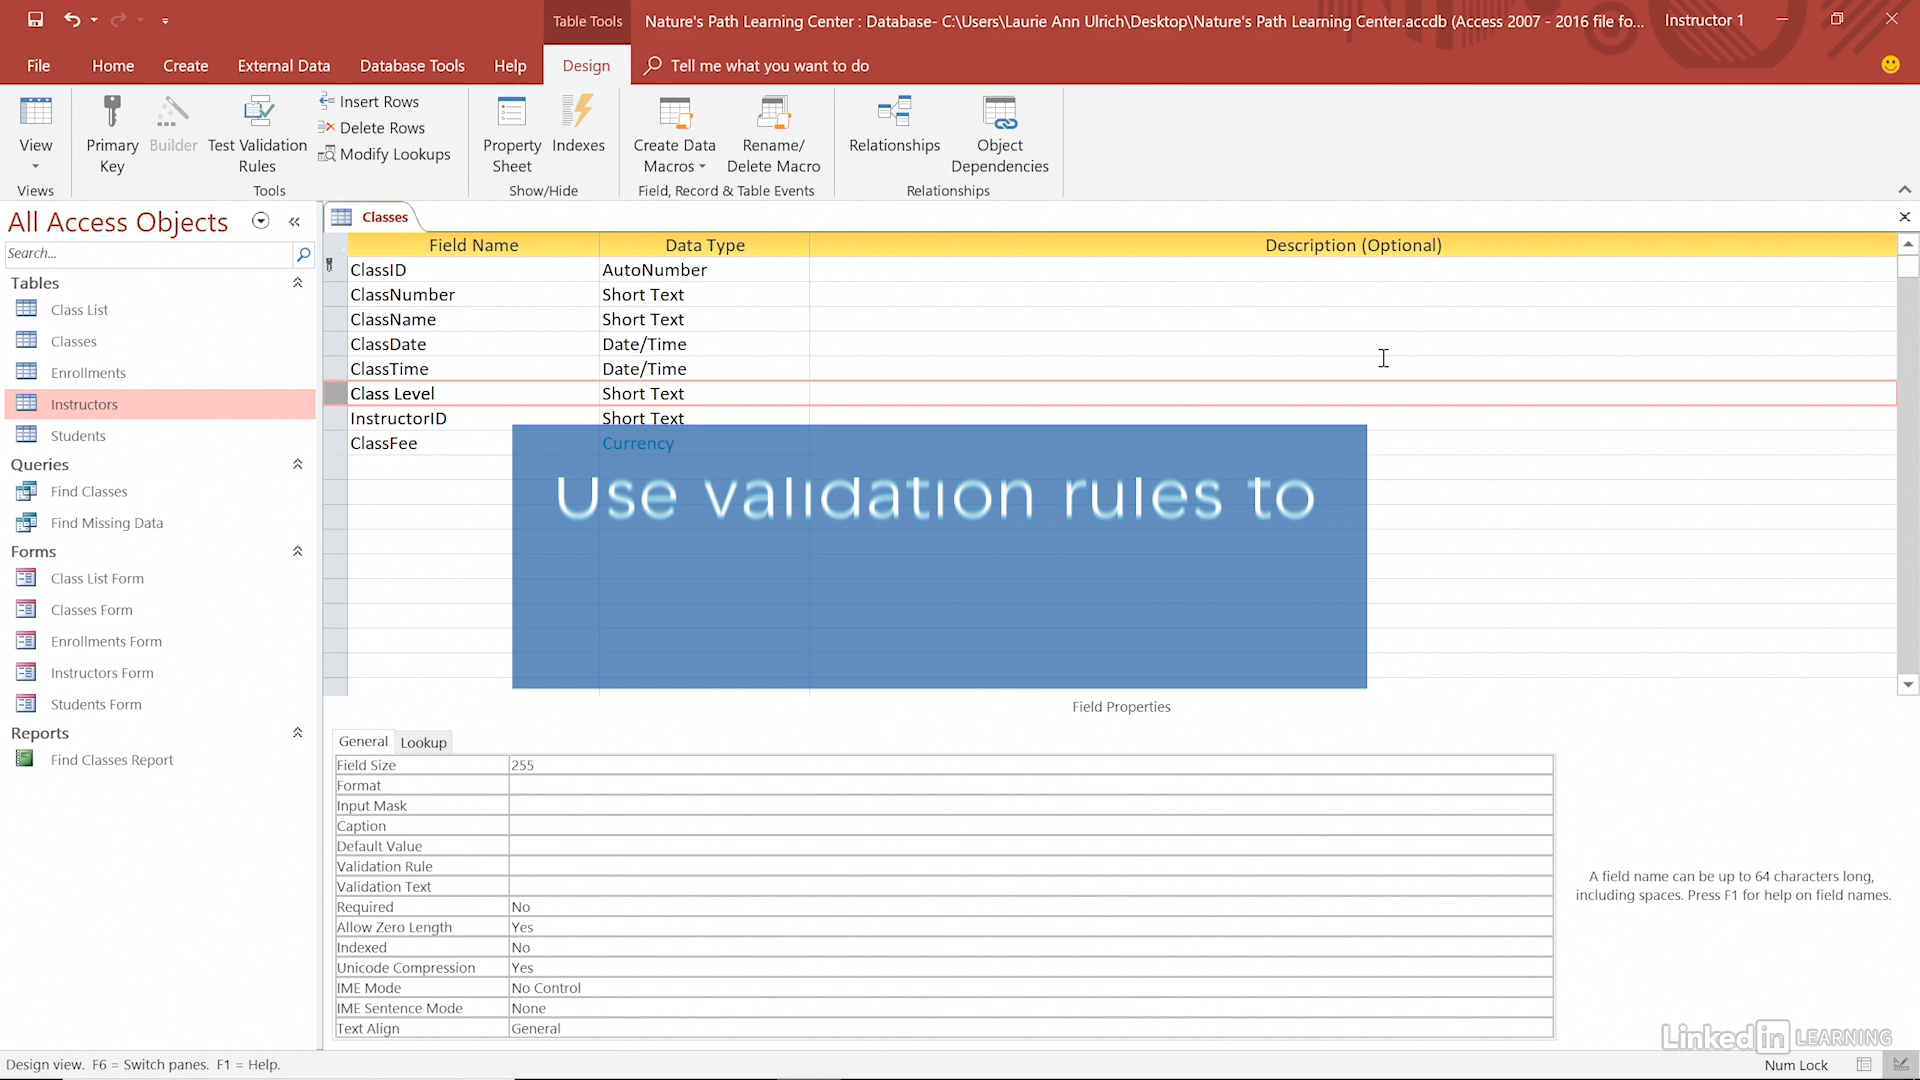 Table Tools
Nature's Path Learning Center : Database- C:\Users\Laurie Ann Ulrich\Desktop\Nature's Path Learning Center.accdb (Access 2007 - 2016 file fo...
Instructor 1
File
Home
Create
External Data
Database Tools
Help
Design
Tell me what you want to do
View
Primary Key
Builder
Test Validation Rules
Insert Rows
Delete Rows
Modify Lookups
Property Sheet
Indexes
Create Data Macros
Rename/ Delete Macro
Relationships
Object Dependencies
Views
Tools
Show/Hide
Field, Record & Table Events
Relationships
All Access Objects
Search...
Tables
Class List
Classes
Enrollments
Instructors
Students
Queries
Find Classes
Find Missing Data
Forms
Class List Form
Classes Form
Enrollments Form
Instructors Form
Students Form
Reports
Find Classes Report
Classes
Field Name Data Type Description (Optional)
ClassID AutoNumber
ClassNumber Short Text
ClassName Short Text
ClassDate Date/Time
ClassTime Date/Time
Class Level Short Text
InstructorID Short Text
ClassFee Currency
Use validation rules to
Field Properties
General Lookup
Field Size 255
Format
Input Mask
Caption
Default Value
Validation Rule
Validation Text
Required No
Allow Zero Length Yes
Indexed No
Unicode Compression Yes
IME Mode No Control
IME Sentence Mode None
Text Align General
A field name can be up to 64 characters long,
including spaces. Press F1 for help on field names.
Linked in LEARNING
Design view. F6 = Switch panes. F1 = Help.
Num Lock